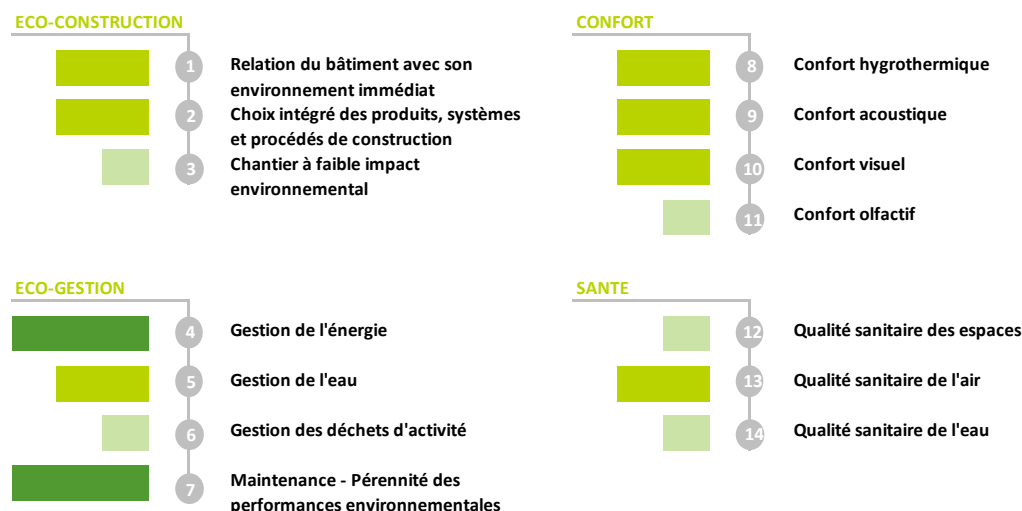 ECO-CONSTRUCTION
1 Relation du bâtiment avec son
environnement immédiat
2 Choix intégré des produits, systèmes
et procédés de construction
3 Chantier à faible impact
environnemental
CONFORT
8 Confort hygrothermique
9 Confort acoustique
10 Confort visuel
11 Confort olfactif
ECO-GESTION
4 Gestion de l'énergie
5 Gestion de l'eau
6 Gestion des déchets d'activité
7 Maintenance - Pérennité des
performances environnementales
SANTE
12 Qualité sanitaire des espaces
13 Qualité sanitaire de l'air
14 Qualité sanitaire de l'eau